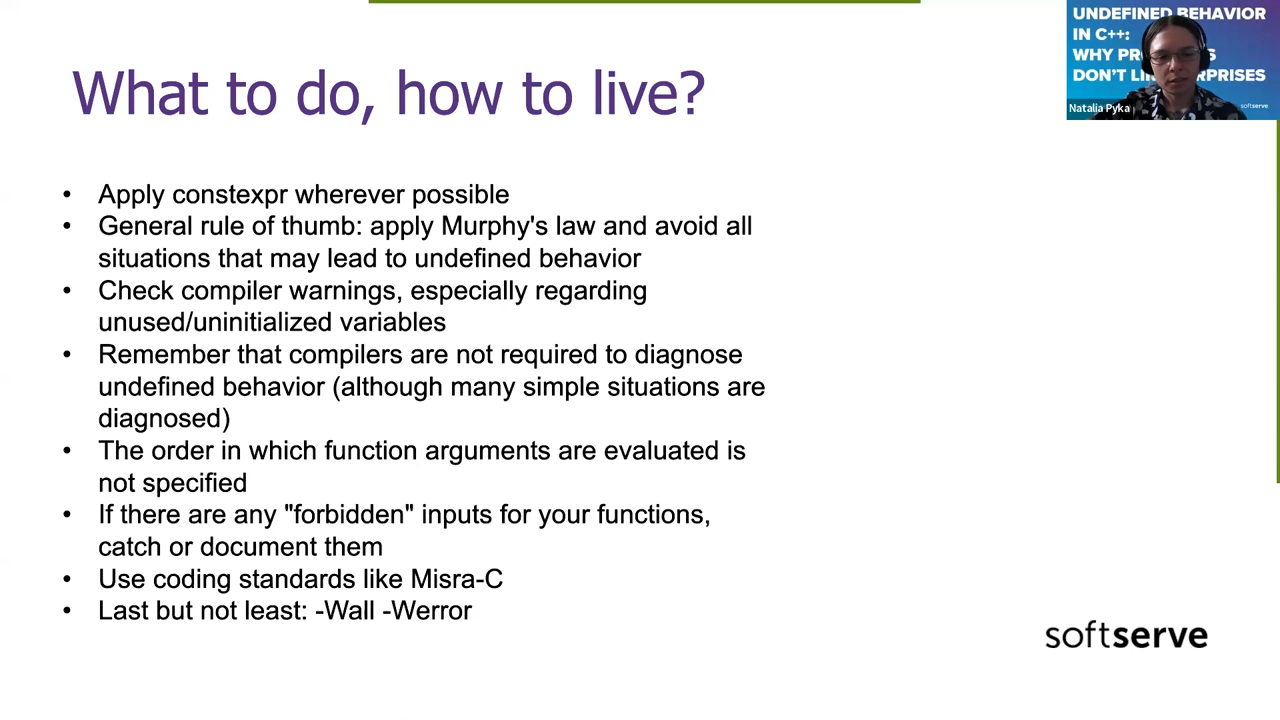 What to do, how to live?
• Apply constexpr wherever possible
• General rule of thumb: apply Murphy's law and avoid all
situations that may lead to undefined behavior
• Check compiler warnings, especially regarding
unused/uninitialized variables
• Remember that compilers are not required to diagnose
undefined behavior (although many simple situations are
diagnosed)
• The order in which function arguments are evaluated is
not specified
• If there are any "forbidden" inputs for your functions,
catch or document them
• Use coding standards like Misra-C
• Last but not least: -Wall -Werror
softserve
UNDEFINED BEHAVIOR
IN C++:
WHY
DON'T
Natalia Pyka
softserve